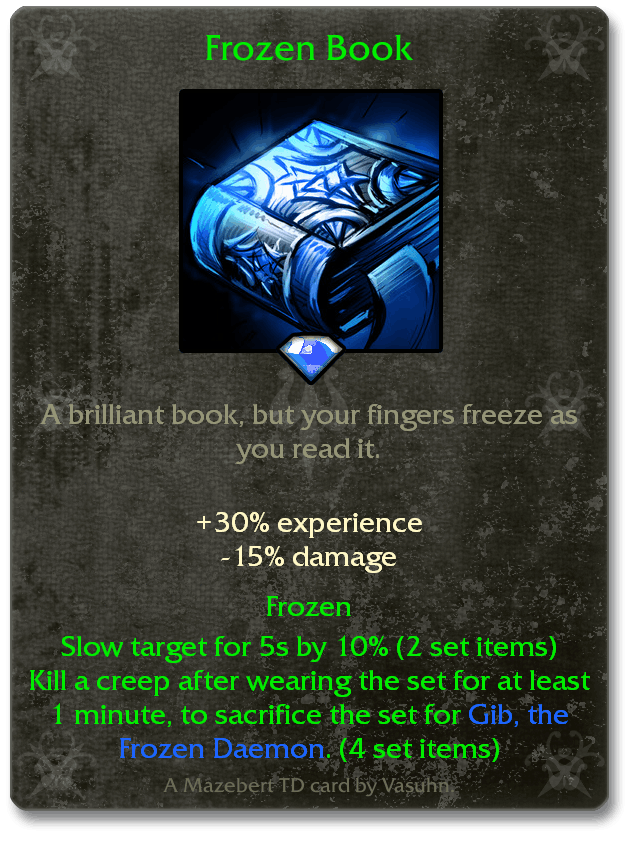 Frozen Book
A brilliant book, but your fingers freeze as
you read it.
+30% experience
-15% damage
Frozen
Slow target for 5s by 10% (2 set items)
Kill a creep after wearing the set for at least
1 minute, to sacrifice the set for Gib, the
Frozen Daemon. (4 set items)
A Mazebert TD card by Vasuhn.